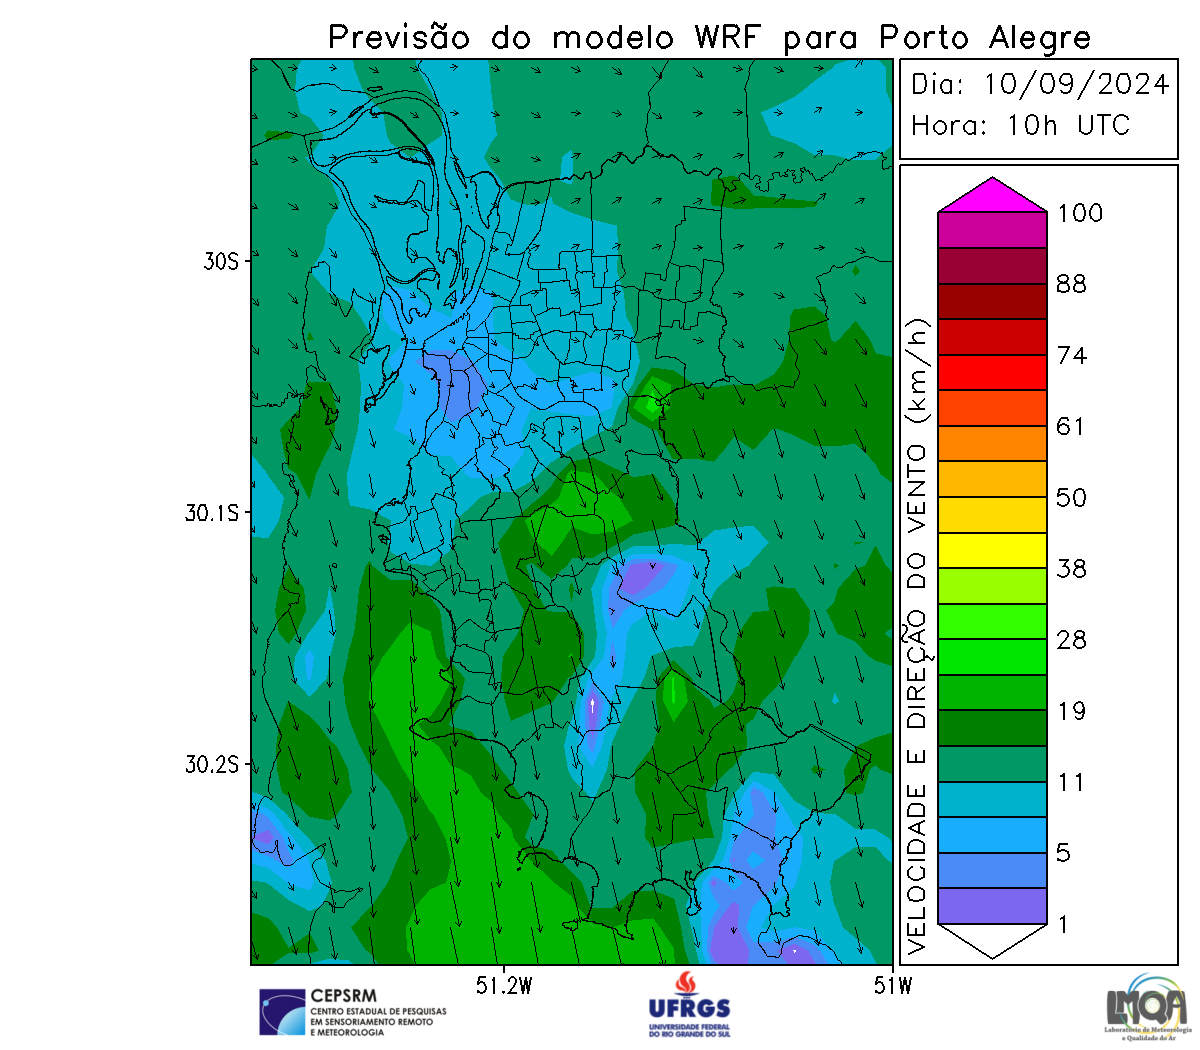 Previsão do modelo WRF para Porto Alegre
Dia: 10/09/2024
Hora: 10h UTC
30S
30.1S
30.2S
51.2W
51W
VELOCIDADE E DIREÇÃO DO VENTO (km/h)
100
88
74
61
50
38
28
19
11
5
1
CEPSRM
CENTRO ESTADUAL DE PESQUISAS
EM SENSORIAMENTO REMOTO
E METEOROLOGIA
UFRGS
UNIVERSIDADE FEDERAL
DO RIO GRANDE DO SUL
LMQA
Laboratório de Meteorologia
e Qualidade do Ar